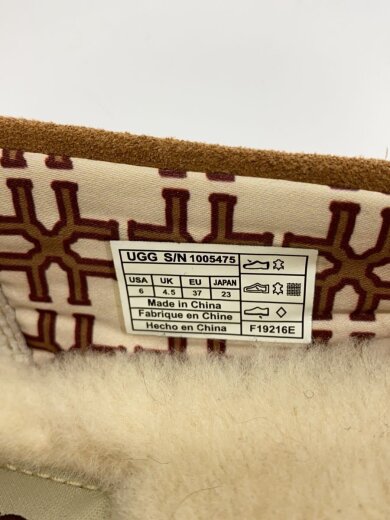 UGG S/N 1005475
USA UK EU JAPAN
6 4.5 37 23
Made in China
Fabrique en Chine
Hecho en China
F19216E